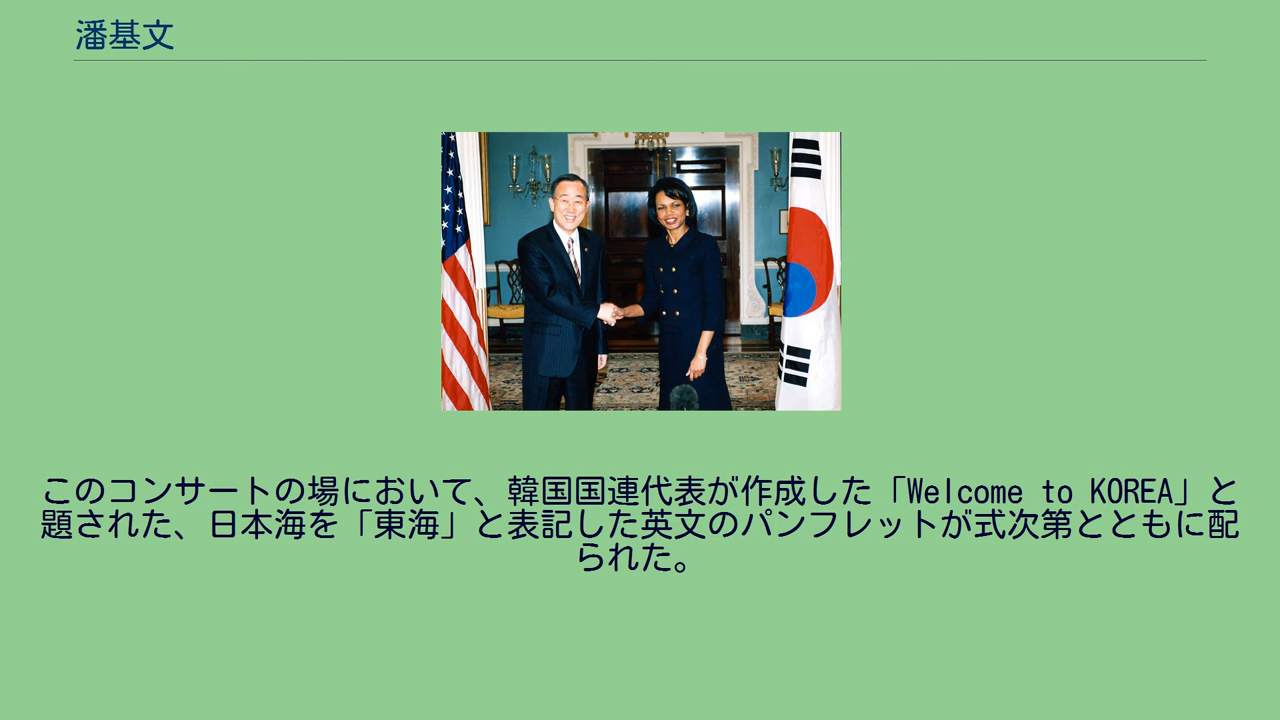 潘基文
このコンサートの場において、韓国国連代表が作成した「Welcome to KOREA」と
題された、日本海を「東海」と表記した英文のパンフレットが式次第とともに配
られた。